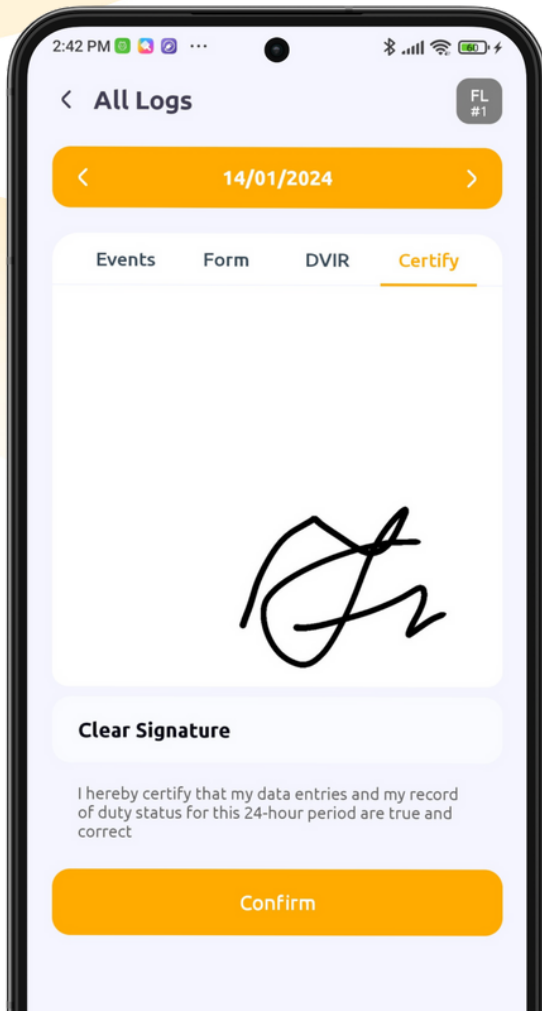 2:42 PM ...
60
All Logs
FL
#1
14/01/2024
Events Form DVIR Certify
Clear Signature
I hereby certify that my data entries and my record
of duty status for this 24-hour period are true and
correct
Confirm